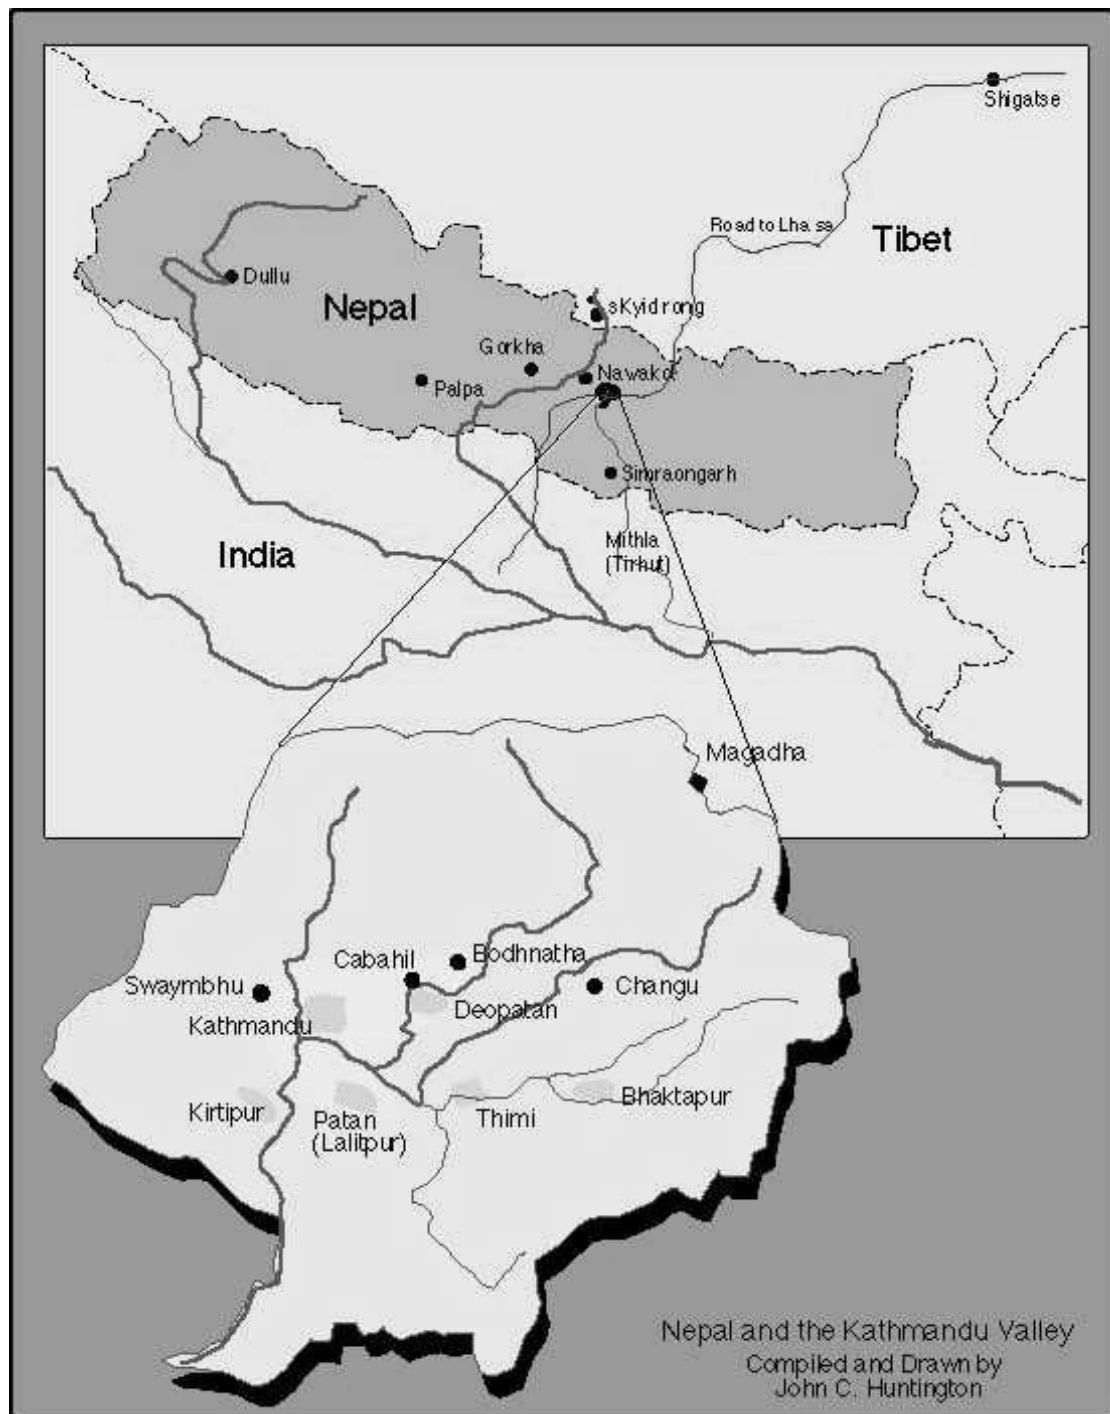 Shigatse
Road to Lhasa
Tibet
Dullu
Nepal
sKyidrong
Gorkha
Nawakot
Palpa
Simraongarh
Mithla
(Tirhut)
India
Magadha
Cabahil
Bodhnatha
Swaymbhu
Changu
Kathmandu
Deopatan
Kirtipur
Patan
(Lalitpur)
Thimi
Bhaktapur
Nepal and the Kathmandu Valley
Compiled and Drawn by
John C. Huntington